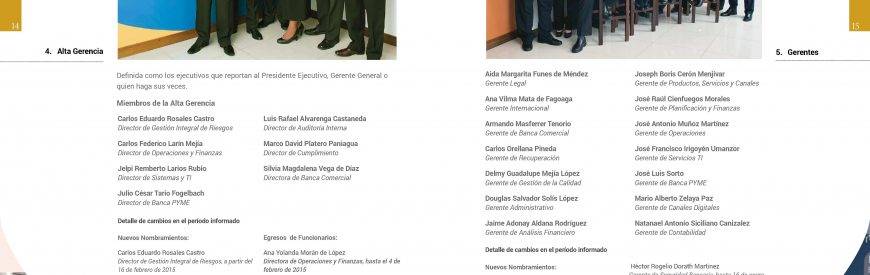 14
4. Alta Gerencia
Definida como los ejecutivos que reportan al Presidente Ejecutivo, Gerente General o
quien haga sus veces.
Miembros de la Alta Gerencia
Carlos Eduardo Rosales Castro
Director de Gestión Integral de Riesgos
Carlos Federico Larín Mejía
Director de Operaciones y Finanzas
Jelpi Remberto Larios Rubio
Director de Sistemas y TI
Julio César Tario Fogelbach
Director de Banca PYME
Luis Rafael Alvarenga Castaneda
Director de Auditoría Interna
Marco David Platero Paniagua
Director de Cumplimiento
Silvia Magdalena Vega de Díaz
Directora de Banca Comercial
Detalle de cambios en el período informado
Nuevos Nombramientos:
Carlos Eduardo Rosales Castro
Director de Gestión Integral de Riesgos, a partir del
16 de febrero de 2015
Egresos de Funcionarios:
Ana Yolanda Morán de López
Directora de Operaciones y Finanzas, hasta el 4 de
febrero de 2015
15
5. Gerentes
Aida Margarita Funes de Méndez
Gerente Legal
Ana Vilma Mata de Fagoaga
Gerente Internacional
Armando Masferrer Tenorio
Gerente de Banca Comercial
Carlos Orellana Pineda
Gerente de Recuperación
Delmy Guadalupe Mejía López
Gerente de Gestión de la Calidad
Douglas Salvador Solís López
Gerente Administrativo
Jaime Adonay Aldana Rodríguez
Gerente de Análisis Financiero
Joseph Boris Cerón Menjívar
Gerente de Productos, Servicios y Canales
José Raúl Cienfuegos Morales
Gerente de Planificación y Finanzas
José Antonio Muñoz Martínez
Gerente de Operaciones
José Francisco Irigoyén Umanzor
Gerente de Servicios TI
José Luis Sorto
Gerente de Banca PYME
Mario Alberto Zelaya Paz
Gerente de Canales Digitales
Natanael Antonio Siciliano Canizalez
Gerente de Contabilidad
Detalle de cambios en el período informado
Nuevos Nombramientos:
Héctor Rogelio Dorath Martínez